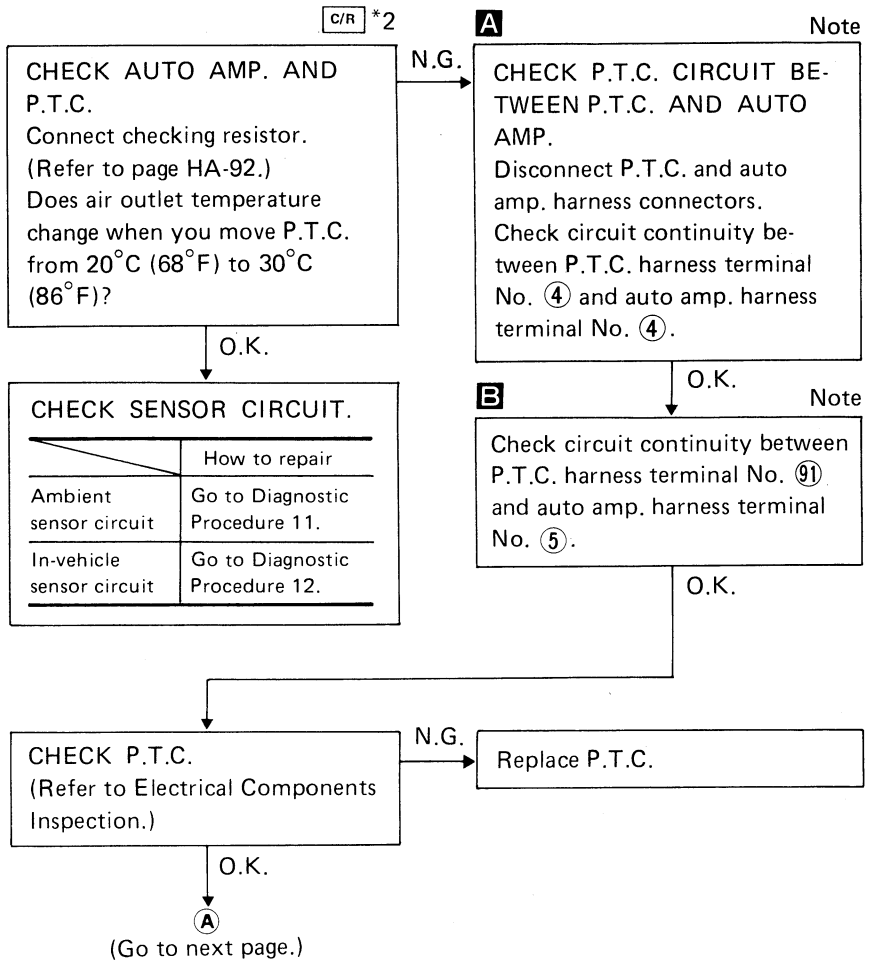 C/R *2
CHECK AUTO AMP. AND
P.T.C.
Connect checking resistor.
(Refer to page HA-92.)
Does air outlet temperature
change when you move P.T.C.
from 20°C (68°F) to 30°C
(86°F)?
N.G.
A
Note
CHECK P.T.C. CIRCUIT BE-
TWEEN P.T.C. AND AUTO
AMP.
Disconnect P.T.C. and auto
amp. harness connectors.
Check circuit continuity be-
tween P.T.C. harness terminal
No. ④ and auto amp. harness
terminal No. ④.
O.K.
CHECK SENSOR CIRCUIT.
How to repair
Ambient
sensor circuit
Go to Diagnostic
Procedure 11.
In-vehicle
sensor circuit
Go to Diagnostic
Procedure 12.
O.K.
B
Note
Check circuit continuity between
P.T.C. harness terminal No. 91
and auto amp. harness terminal
No. ⑤.
O.K.
CHECK P.T.C.
(Refer to Electrical Components
Inspection.)
N.G.
Replace P.T.C.
O.K.
Ⓐ
(Go to next page.)